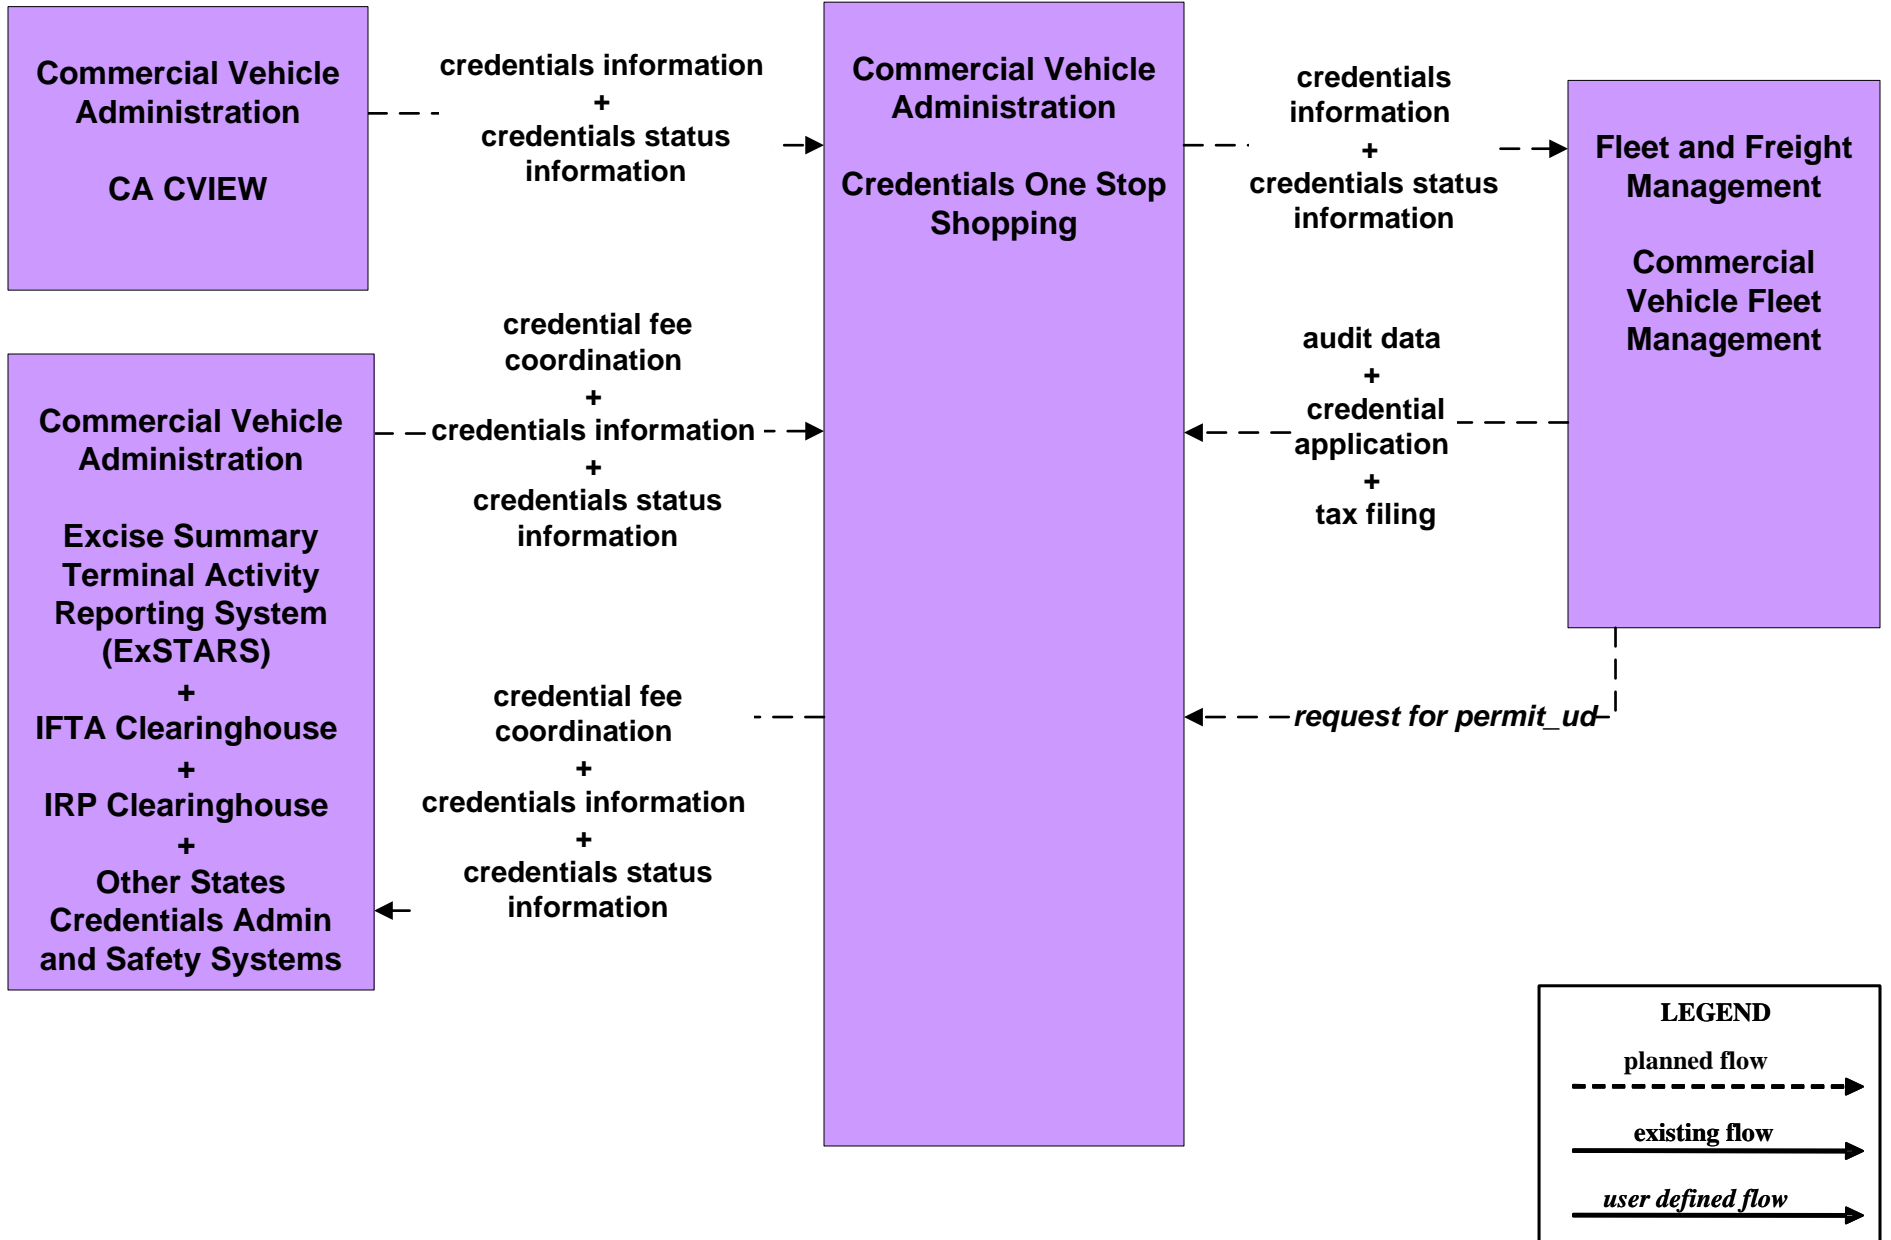 Commercial Vehicle
Administration
CA CVIEW
credentials information
+
credentials status
information
Commercial Vehicle
Administration
Credentials One Stop
Shopping
credentials
information
+
credentials status
information
Fleet and Freight
Management
Commercial
Vehicle Fleet
Management
Commercial Vehicle
Administration
Excise Summary
Terminal Activity
Reporting System
(ExSTARS)
+
IFTA Clearinghouse
+
IRP Clearinghouse
+
Other States
Credentials Admin
and Safety Systems
credential fee
coordination
+
credentials information
+
credentials status
information
audit data
+
credential
application
+
tax filing
credential fee
coordination
+
credentials information
+
credentials status
information
request for permit_ud
LEGEND
planned flow
existing flow
user defined flow